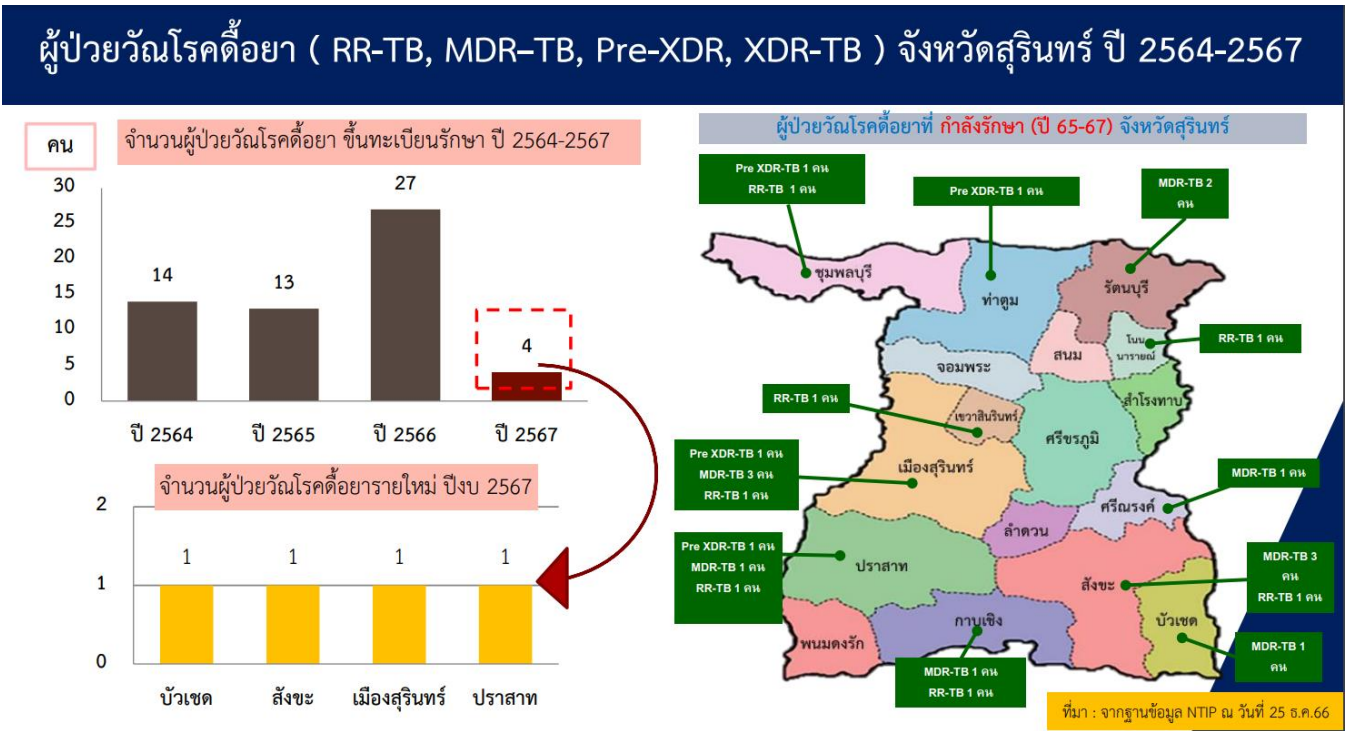 ผู้ป่วยวัณโรคดื้อยา ( RR-TB, MDR–TB, Pre-XDR, XDR-TB ) จังหวัดสุรินทร์ ปี 2564-2567
คน
จำนวนผู้ป่วยวัณโรคดื้อยา ขึ้นทะเบียนรักษา ปี 2564-2567
30
25
20
15
10
5
0
14
13
27
4
ปี 2564
ปี 2565
ปี 2566
ปี 2567
จำนวนผู้ป่วยวัณโรคดื้อยารายใหม่ ปีงบ 2567
2
1
0
1
1
1
1
บัวเชด
สังขะ
เมืองสุรินทร์
ปราสาท
ผู้ป่วยวัณโรคดื้อยาที่ กำลังรักษา (ปี 65-67) จังหวัดสุรินทร์
Pre XDR-TB 1 คน
RR-TB 1 คน
Pre XDR-TB 1 คน
MDR-TB 2
คน
ชุมพลบุรี
ท่าตูม
รัตนบุรี
RR-TB 1 คน
โนน
นารายณ์
สนม
จอมพระ
RR-TB 1 คน
เขวาสินรินทร์
สำโรงทาบ
ศรีขรภูมิ
Pre XDR-TB 1 คน
MDR-TB 3 คน
RR-TB 1 คน
เมืองสุรินทร์
MDR-TB 1 คน
ศรีณรงค์
ลำดวน
Pre XDR-TB 1 คน
MDR-TB 1 คน
RR-TB 1 คน
ปราสาท
สังขะ
MDR-TB 3
คน
RR-TB 1 คน
กาบเชิง
บัวเชด
พนมดงรัก
MDR-TB 1
คน
MDR-TB 1 คน
RR-TB 1 คน
ที่มา : จากฐานข้อมูล NTIP ณ วันที่ 25 ธ.ค.66